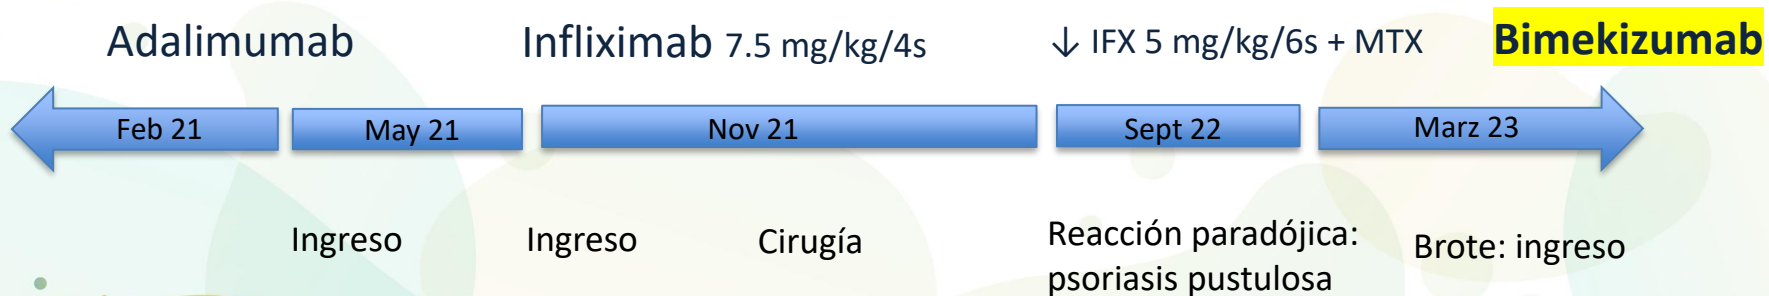 Adalimumab
Infliximab 7.5 mg/kg/4s
↓ IFX 5 mg/kg/6s + MTX
Bimekizumab
Feb 21
May 21
Nov 21
Sept 22
Marz 23
Ingreso
Ingreso
Cirugía
Reacción paradójica:
psoriasis pustulosa
Brote: ingreso